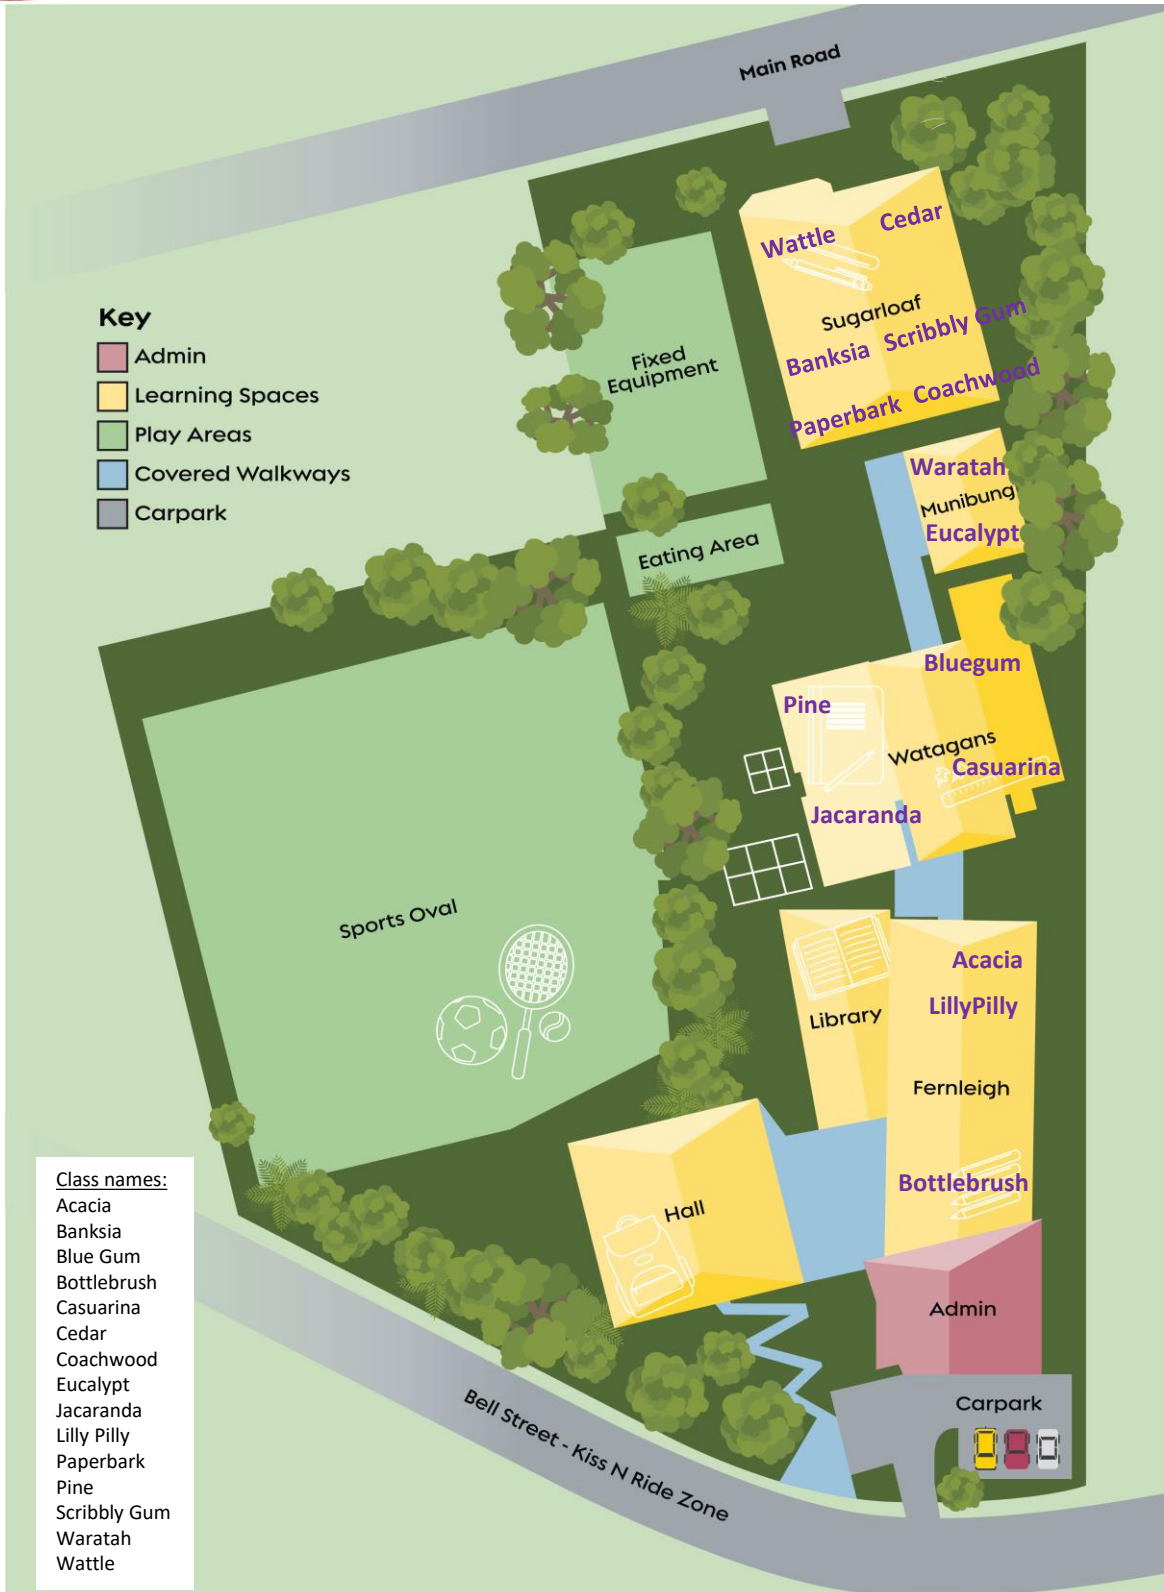 Main Road
Wattle
Cedar
Sugarloaf
Banksia
Scribbly Gum
Paperbark
Coachwood
Key
Admin
Learning Spaces
Play Areas
Covered Walkways
Carpark
Fixed
Equipment
Eating Area
Waratah
Munibung
Eucalypt
Bluegum
Pine
Watagans
Casuarina
Jacaranda
Sports Oval
Acacia
LillyPilly
Library
Fernleigh
Bottlebrush
Hall
Admin
Carpark
Bell Street - Kiss N Ride Zone
Class names:
Acacia
Banksia
Blue Gum
Bottlebrush
Casuarina
Cedar
Coachwood
Eucalypt
Jacaranda
Lilly Pilly
Paperbark
Pine
Scribbly Gum
Waratah
Wattle